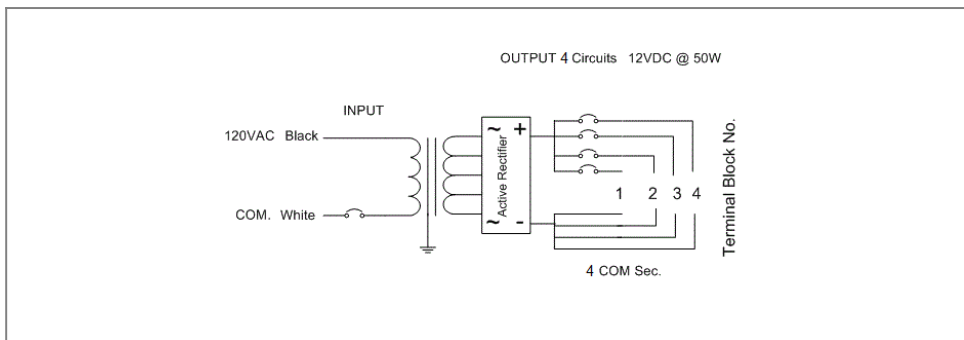 OUTPUT 4 Circuits 12VDC @ 50W
INPUT
120VAC Black
COM. White
~ +
Active Rectifier
~ -
1 2 3 4
Terminal Block No.
4 COM Sec.